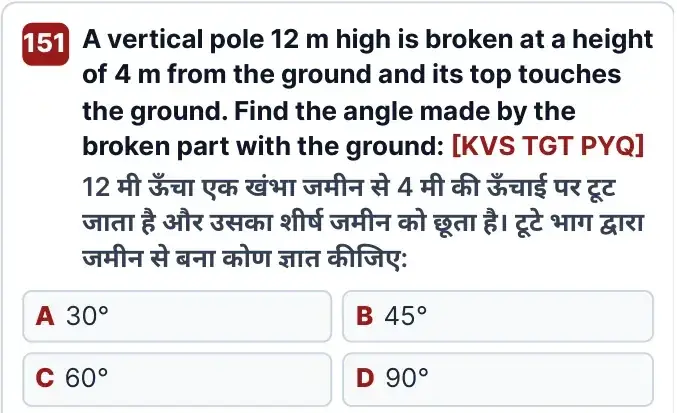 151 A vertical pole 12 m high is broken at a height
of 4 m from the ground and its top touches
the ground. Find the angle made by the
broken part with the ground: [KVS TGT PYQ]
12 मी ऊँचा एक खंभा जमीन से 4 मी की ऊँचाई पर टूट
जाता है और उसका शीर्ष जमीन को छूता है। टूटे भाग द्वारा
जमीन से बना कोण ज्ञात कीजिए:
A 30° B 45°
C 60° D 90°